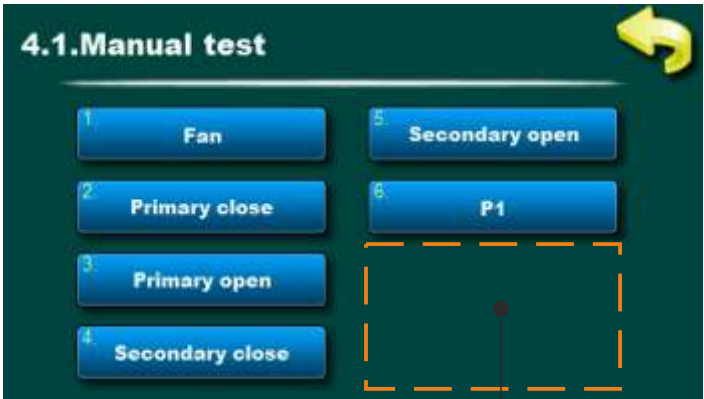 4.1.Manual test
1.
Fan
2.
Primary close
3.
Primary open
4.
Secondary close
5.
Secondary open
6.
P1